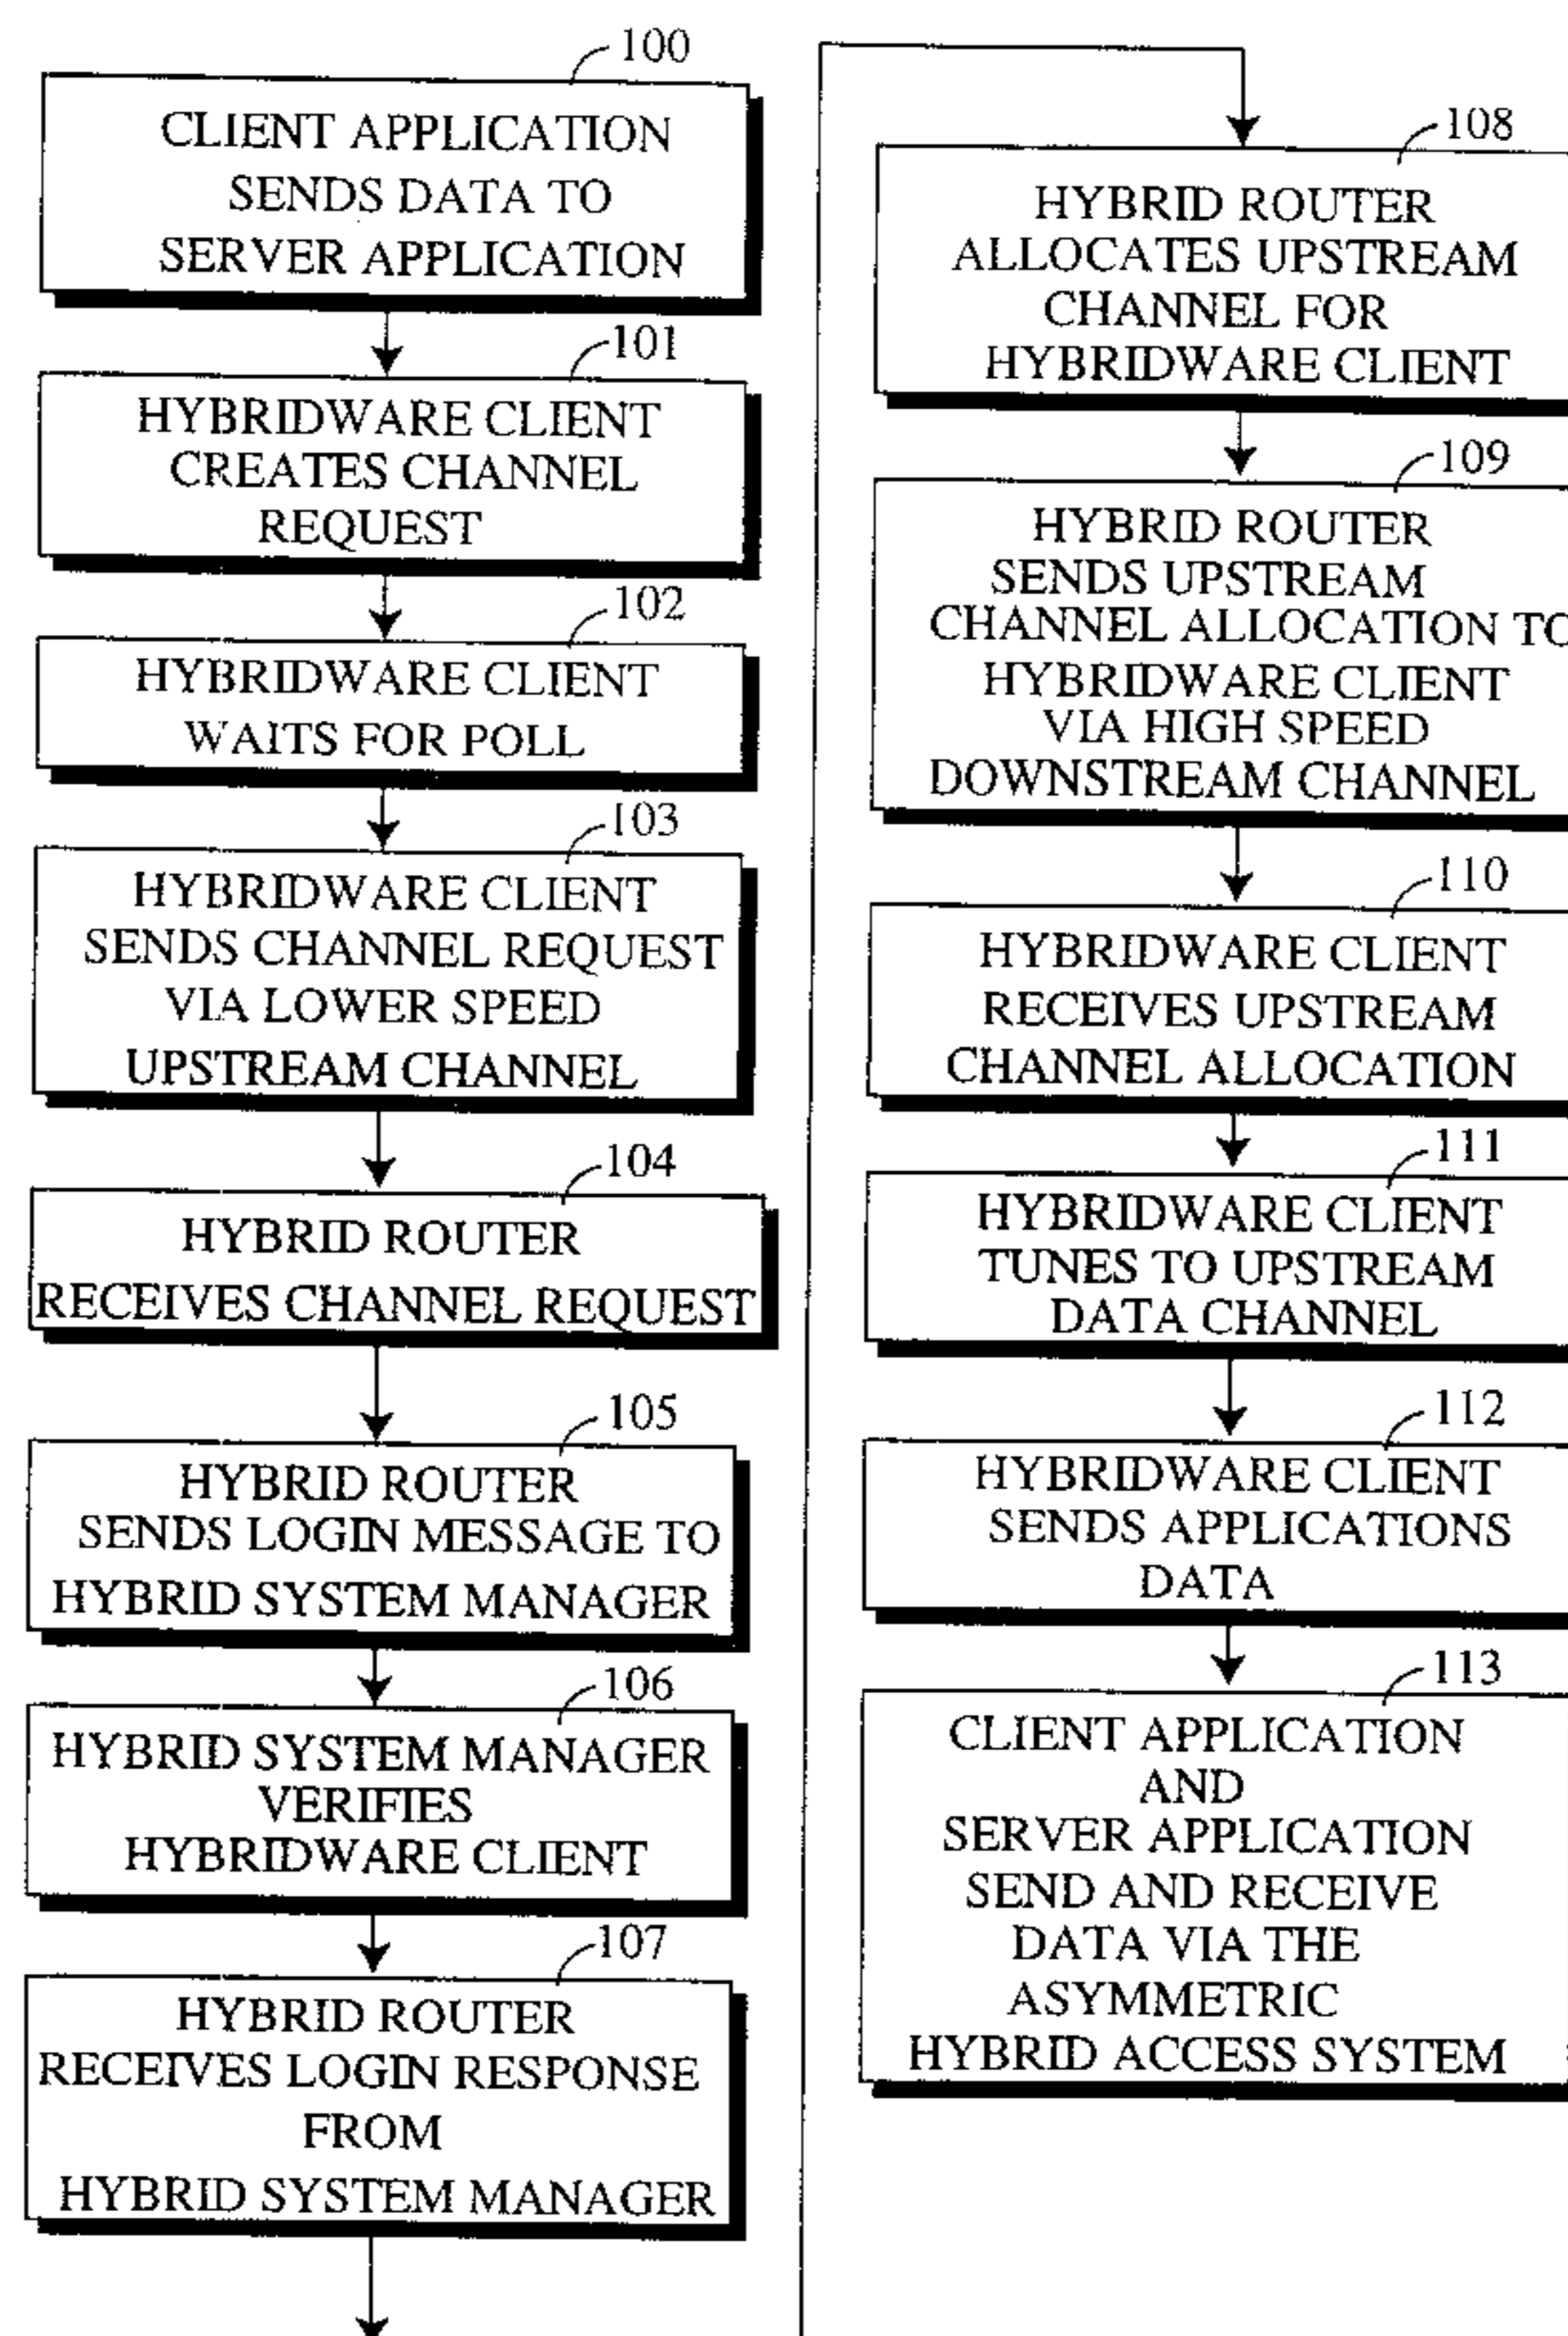 100
CLIENT APPLICATION
SENDS DATA TO
SERVER APPLICATION
101
HYBRIDWARE CLIENT
CREATES CHANNEL
REQUEST
102
HYBRIDWARE CLIENT
WAITS FOR POLL
103
HYBRIDWARE CLIENT
SENDS CHANNEL REQUEST
VIA LOWER SPEED
UPSTREAM CHANNEL
104
HYBRID ROUTER
RECEIVES CHANNEL REQUEST
105
HYBRID ROUTER
SENDS LOGIN MESSAGE TO
HYBRID SYSTEM MANAGER
106
HYBRID SYSTEM MANAGER
VERIFIES
HYBRIDWARE CLIENT
107
HYBRID ROUTER
RECEIVES LOGIN RESPONSE
FROM
HYBRID SYSTEM MANAGER
108
HYBRID ROUTER
ALLOCATES UPSTREAM
CHANNEL FOR
HYBRIDWARE CLIENT
109
HYBRID ROUTER
SENDS UPSTREAM
CHANNEL ALLOCATION TO
HYBRIDWARE CLIENT
VIA HIGH SPEED
DOWNSTREAM CHANNEL
110
HYBRIDWARE CLIENT
RECEIVES UPSTREAM
CHANNEL ALLOCATION
111
HYBRIDWARE CLIENT
TUNES TO UPSTREAM
DATA CHANNEL
112
HYBRIDWARE CLIENT
SENDS APPLICATIONS
DATA
113
CLIENT APPLICATION
AND
SERVER APPLICATION
SEND AND RECEIVE
DATA VIA THE
ASYMMETRIC
HYBRID ACCESS SYSTEM